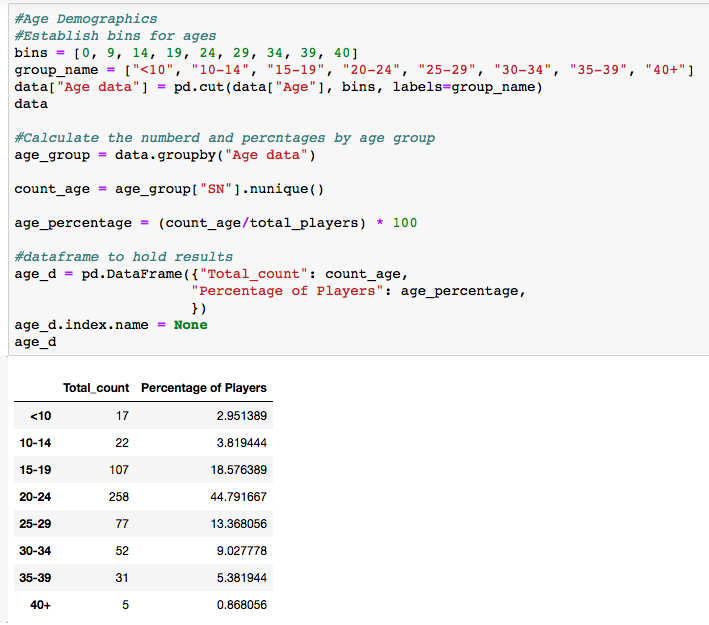 #Age Demographics
#Establish bins for ages
bins = [0, 9, 14, 19, 24, 29, 34, 39, 40]
group_name = ["<10", "10-14", "15-19", "20-24", "25-29", "30-34", "35-39", "40+"]
data["Age data"] = pd.cut(data["Age"], bins, labels=group_name)
data
#Calculate the numberd and percntages by age group
age_group = data.groupby("Age data")
count_age = age_group["SN"].nunique()
age_percentage = (count_age/total_players) * 100
#dataframe to hold results
age_d = pd.DataFrame({"Total_count": count_age,
"Percentage of Players": age_percentage,
})
age_d.index.name = None
age_d
Total_count Percentage of Players
<10 17 2.951389
10-14 22 3.819444
15-19 107 18.576389
20-24 258 44.791667
25-29 77 13.368056
30-34 52 9.027778
35-39 31 5.381944
40+ 5 0.868056